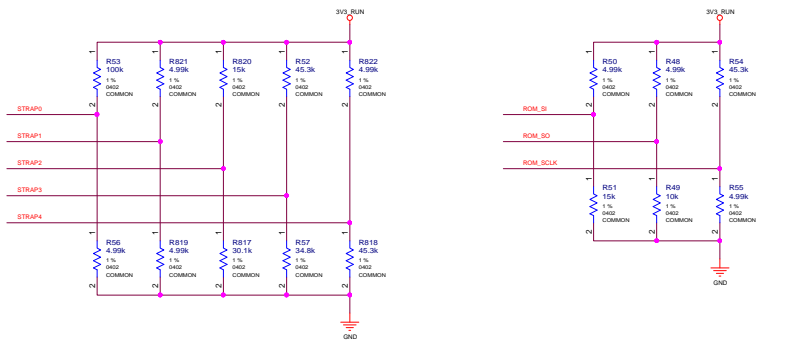 3V3_RUN
3V3_RUN
1
R53
100k
1 %
0402
COMMON
2
1
R821
4.99k
1 %
0402
COMMON
2
1
R820
15k
1 %
0402
COMMON
2
1
R52
45.3k
1 %
0402
COMMON
2
1
R822
4.99k
1 %
0402
COMMON
2
1
R50
4.99k
1 %
0402
COMMON
2
1
R48
4.99k
1 %
0402
COMMON
2
1
R54
45.3k
1 %
0402
COMMON
2
STRAP0
STRAP1
STRAP2
STRAP3
STRAP4
ROM_SI
ROM_SO
ROM_SCLK
1
R51
15k
1 %
0402
COMMON
2
1
R49
10k
1 %
0402
COMMON
2
1
R55
4.99k
1 %
0402
COMMON
2
1
R56
4.99k
1 %
0402
COMMON
2
1
R819
4.99k
1 %
0402
COMMON
2
1
R817
30.1k
1 %
0402
COMMON
2
1
R57
34.8k
1 %
0402
COMMON
2
1
R818
45.3k
1 %
0402
COMMON
2
GND
GND